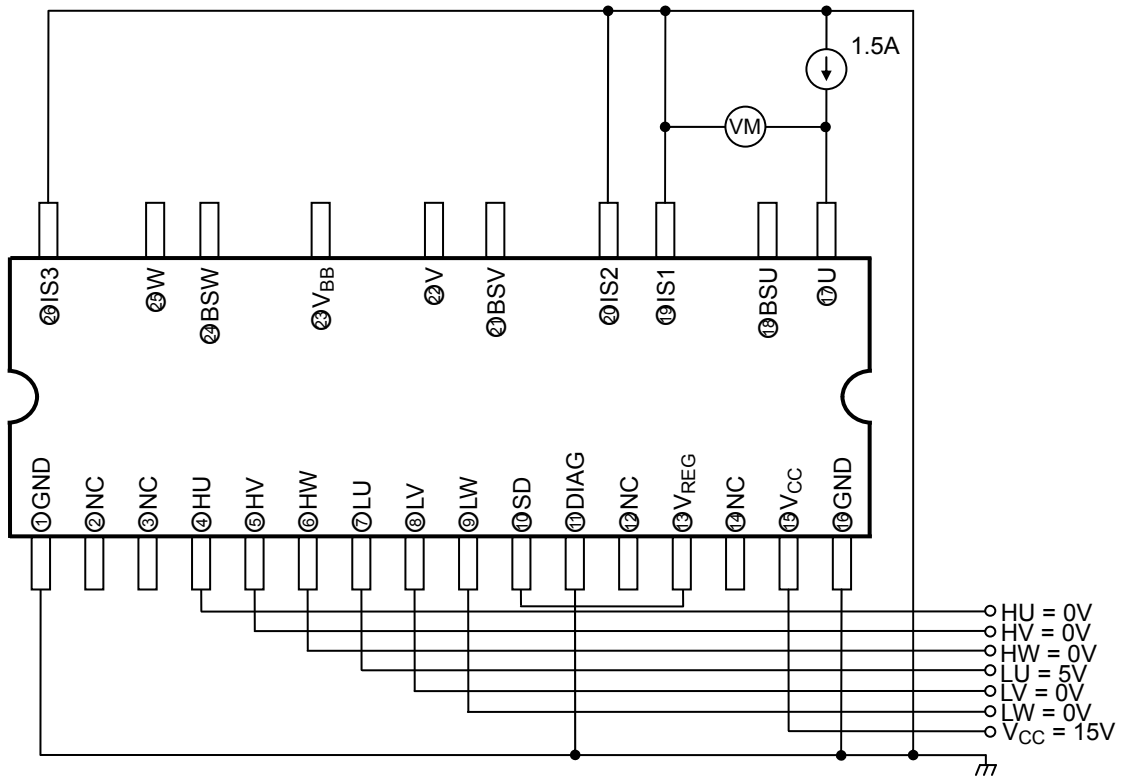 1.5A
VM
㉖IS3
㉕W
㉔BSW
㉓VBB
㉒V
㉑BSV
⑳IS2
⑲IS1
⑱BSU
⑰U
①GND
②NC
③NC
④HU
⑤HV
⑥HW
⑦LU
⑧LV
⑨LW
⑩SD
⑪DIAG
⑫NC
⑬VREG
⑭NC
⑮VCC
⑯GND
HU = 0V
HV = 0V
HW = 0V
LU = 5V
LV = 0V
LW = 0V
VCC = 15V